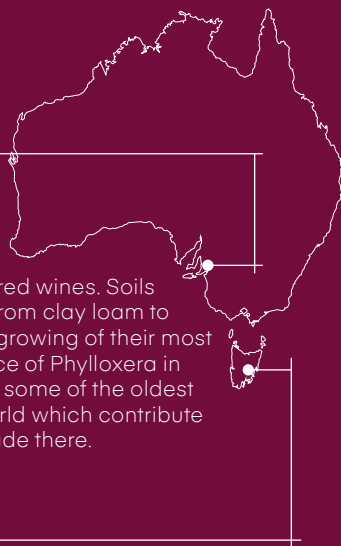 red wines. Soils
rom clay loam to
growing of their most
ce of Phylloxera in
some of the oldest
rld which contribute
de there.